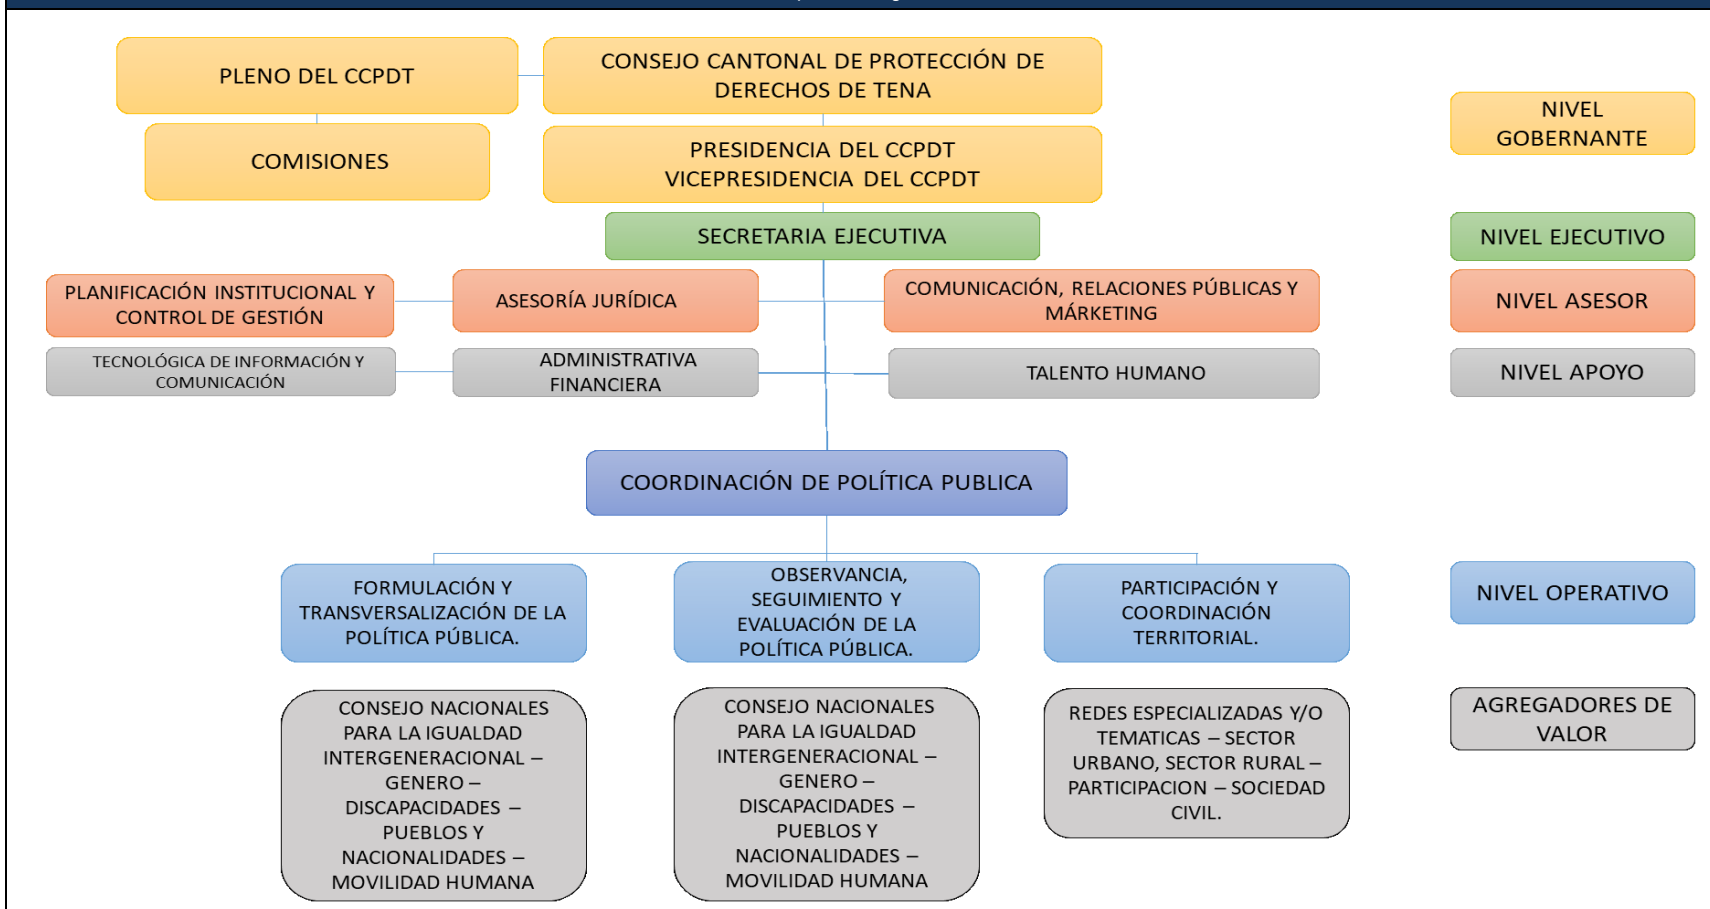 PLENO DEL CCPDT
CONSEJO CANTONAL DE PROTECCIÓN DE
DERECHOS DE TENA
NIVEL
GOBERNANTE
COMISIONES
PRESIDENCIA DEL CCPDT
VICEPRESIDENCIA DEL CCPDT
SECRETARIA EJECUTIVA
NIVEL EJECUTIVO
PLANIFICACIÓN INSTITUCIONAL Y
CONTROL DE GESTIÓN
ASESORÍA JURÍDICA
COMUNICACIÓN, RELACIONES PÚBLICAS Y
MÁRKETING
NIVEL ASESOR
TECNOLÓGICA DE INFORMACIÓN Y
COMUNICACIÓN
ADMINISTRATIVA
FINANCIERA
TALENTO HUMANO
NIVEL APOYO
COORDINACIÓN DE POLÍTICA PUBLICA
FORMULACIÓN Y
TRANSVERSALIZACIÓN DE LA
POLÍTICA PÚBLICA.
OBSERVANCIA,
SEGUIMIENTO Y
EVALUACIÓN DE LA
POLÍTICA PÚBLICA.
PARTICIPACIÓN Y
COORDINACIÓN
TERRITORIAL.
NIVEL OPERATIVO
CONSEJO NACIONALES
PARA LA IGUALDAD
INTERGENERACIONAL –
GENERO –
DISCAPACIDADES –
PUEBLOS Y
NACIONALIDADES –
MOVILIDAD HUMANA
CONSEJO NACIONALES
PARA LA IGUALDAD
INTERGENERACIONAL –
GENERO –
DISCAPACIDADES –
PUEBLOS Y
NACIONALIDADES –
MOVILIDAD HUMANA
REDES ESPECIALIZADAS Y/O
TEMATICAS – SECTOR
URBANO, SECTOR RURAL –
PARTICIPACION – SOCIEDAD
CIVIL.
AGREGADORES DE
VALOR